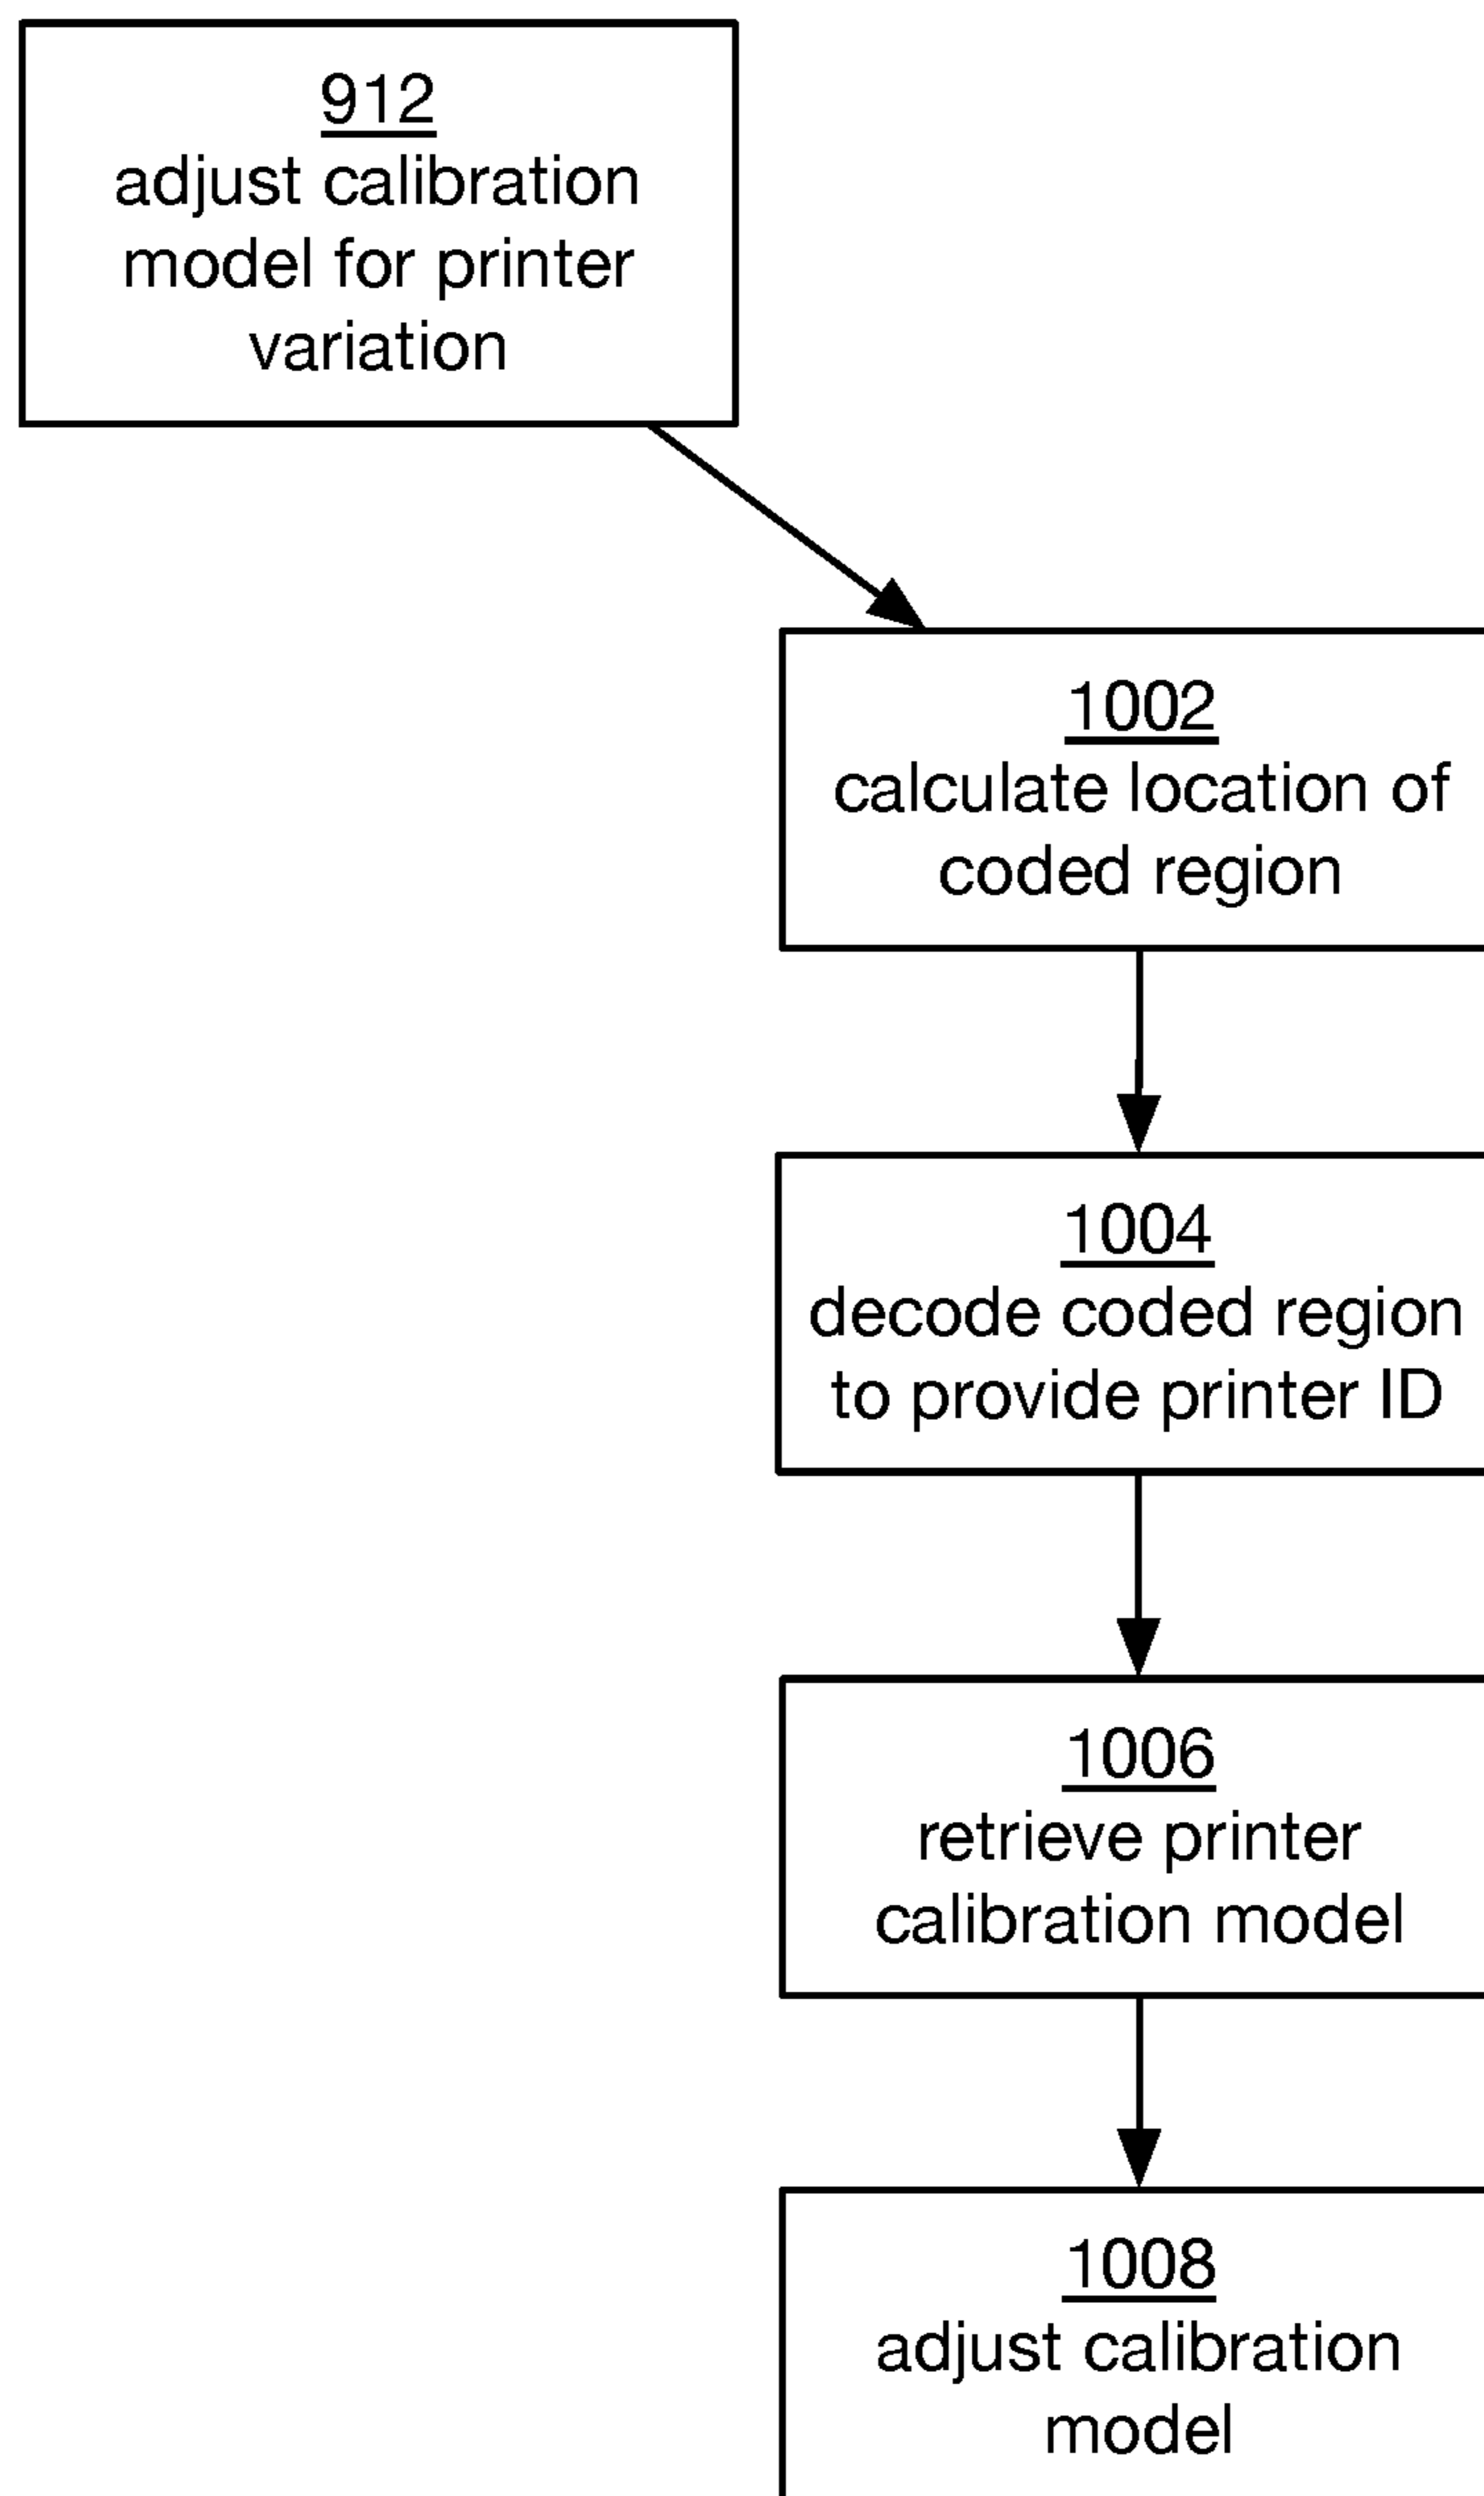 912
adjust calibration
model for printer
variation
1002
calculate location of
coded region
1004
decode coded region
to provide printer ID
1006
retrieve printer
calibration model
1008
adjust calibration
model